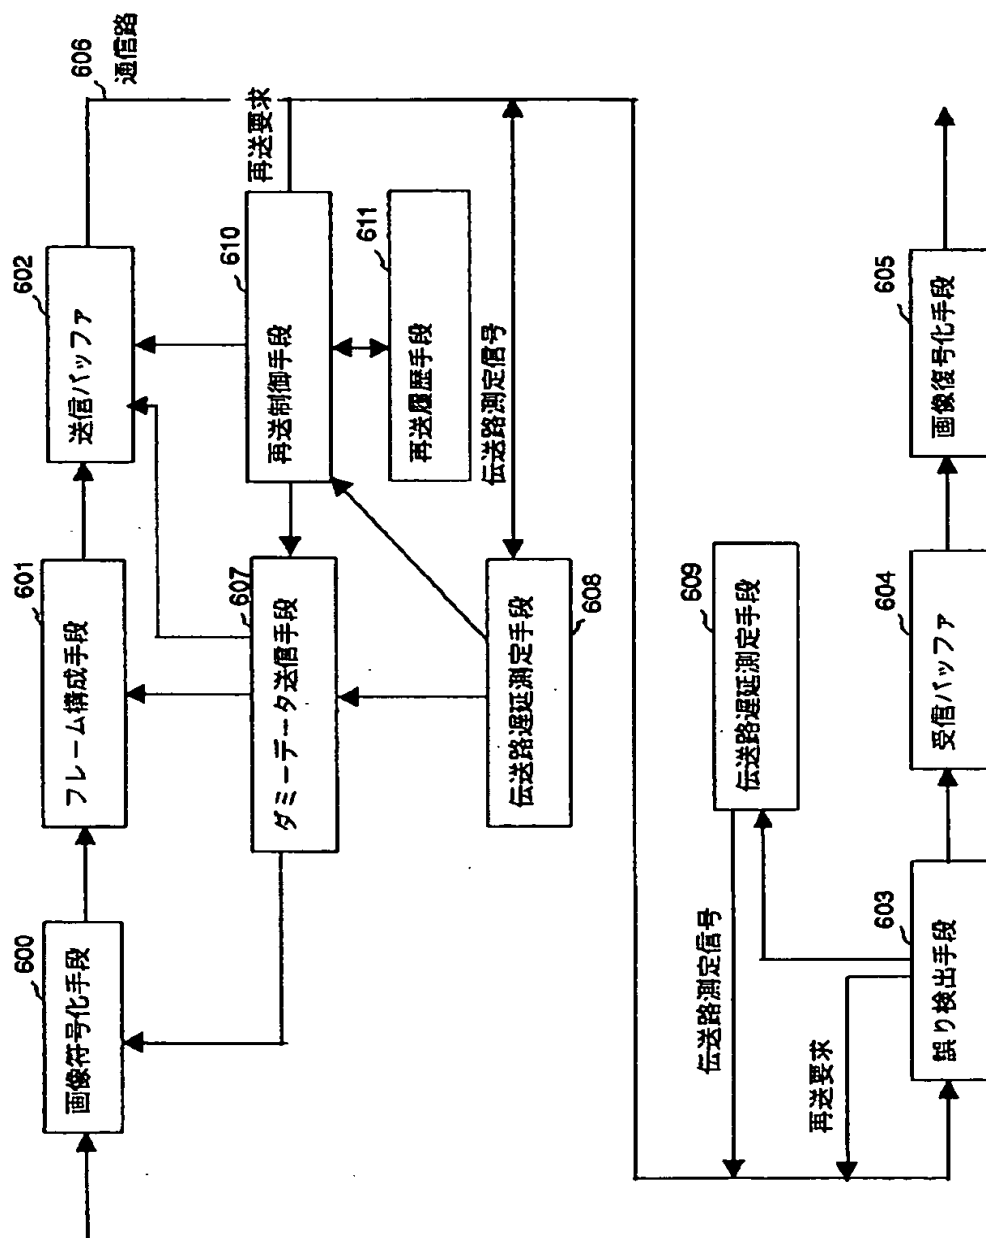 600
画像符号化手段
601
フレーム構成手段
602
送信バッファ
606
通信路
607
ダミーデータ送信手段
610
再送制御手段
再送要求
611
再送履歴手段
伝送路遅延測定手段
608
伝送路測定信号
609
伝送路遅延測定手段
伝送路測定信号
再送要求
603
誤り検出手段
604
受信バッファ
605
画像復号化手段